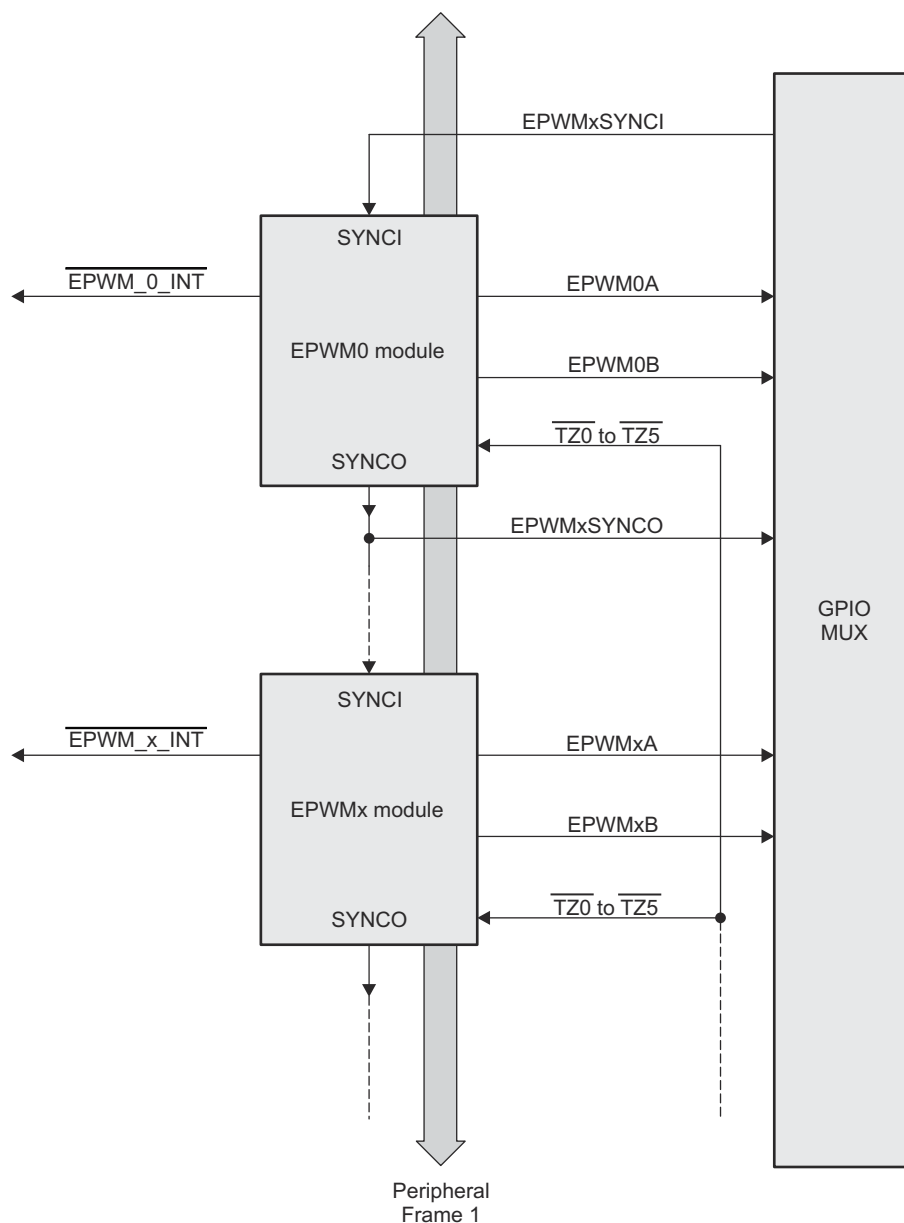 EPWMxSYNCI
SYNCI
EPWM_0_INT
EPWM0A
EPWM0 module
EPWM0B
TZ0 to TZ5
SYNCO
EPWMxSYNCO
GPIO
MUX
SYNCI
EPWM_x_INT
EPWMxA
EPWMx module
EPWMxB
TZ0 to TZ5
SYNCO
Peripheral
Frame 1